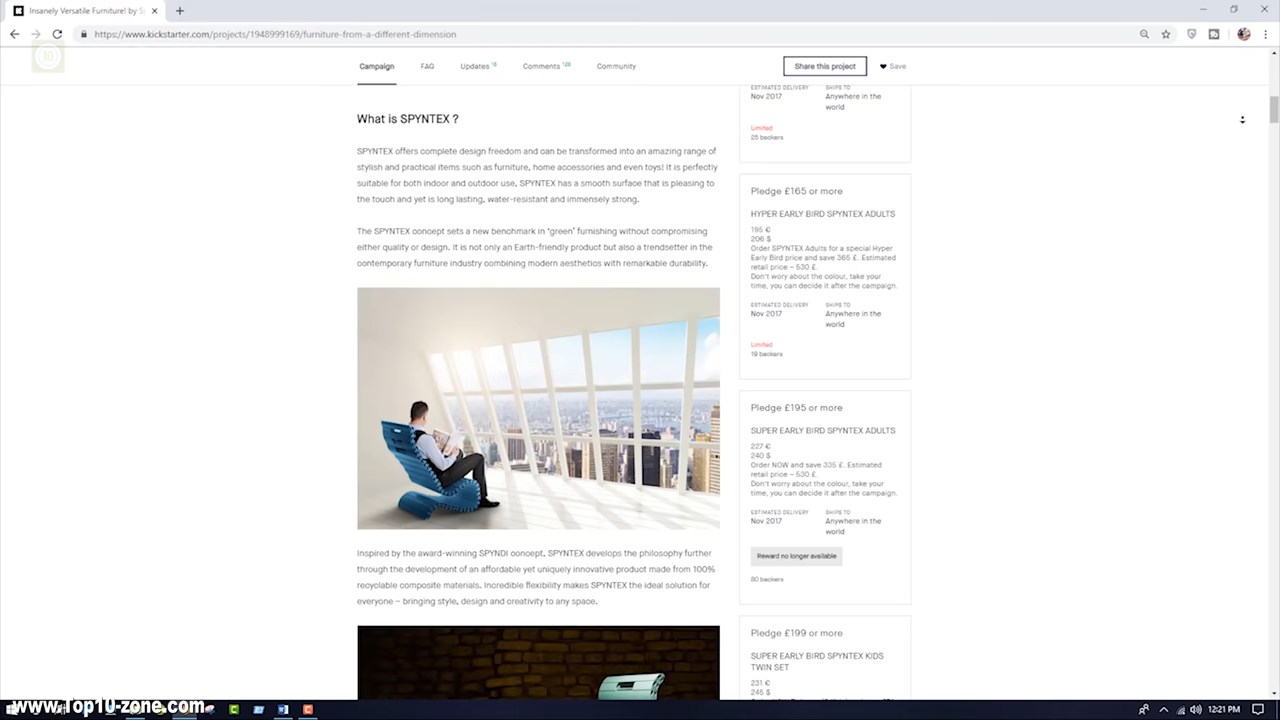 Insanely Versatile Furniture! by S
https://www.kickstarter.com/projects/1948999169/furniture-from-a-different-dimension
10
Campaign
FAQ
Updates 18
Comments 128
Community
Share this project
Save
What is SPYNTEX ?
SPYNTEX offers complete design freedom and can be transformed into an amazing range of
stylish and practical items such as furniture, home accessories and even toys! It is perfectly
suitable for both indoor and outdoor use, SPYNTEX has a smooth surface that is pleasing to
the touch and yet is long lasting, water-resistant and immensely strong.
The SPYNTEX concept sets a new benchmark in 'green' furnishing without compromising
either quality or design. It is not only an Earth-friendly product but also a trendsetter in the
contemporary furniture industry combining modern aesthetics with remarkable durability.
Inspired by the award-winning SPYNDI concept, SPYNTEX develops the philosophy further
through the development of an affordable yet uniquely innovative product made from 100%
recyclable composite materials. Incredible flexibility makes SPYNTEX the ideal solution for
everyone – bringing style, design and creativity to any space.
ESTIMATED DELIVERY
Nov 2017
SHIPS TO
Anywhere in the
world
Limited
25 backers
Pledge £165 or more
HYPER EARLY BIRD SPYNTEX ADULTS
195 €
206 $
Order SPYNTEX Adults for a special Hyper
Early Bird price and save 365 £. Estimated
retail price – 530 £.
Don't wory about the colour, take your
time, you can decide it after the campaign.
ESTIMATED DELIVERY
Nov 2017
SHIPS TO
Anywhere in the
world
Limited
19 backers
Pledge £195 or more
SUPER EARLY BIRD SPYNTEX ADULTS
227 €
240 $
Order NOW and save 335 £. Estimated
retail price – 530 £.
Don't worry about the colour, take your
time, you can decide it after the campaign.
ESTIMATED DELIVERY
Nov 2017
SHIPS TO
Anywhere in the
world
Reward no longer available
80 backers
Pledge £199 or more
SUPER EARLY BIRD SPYNTEX KIDS
TWIN SET
231 €
245 $
www.Top10-zone.com
12:21 PM